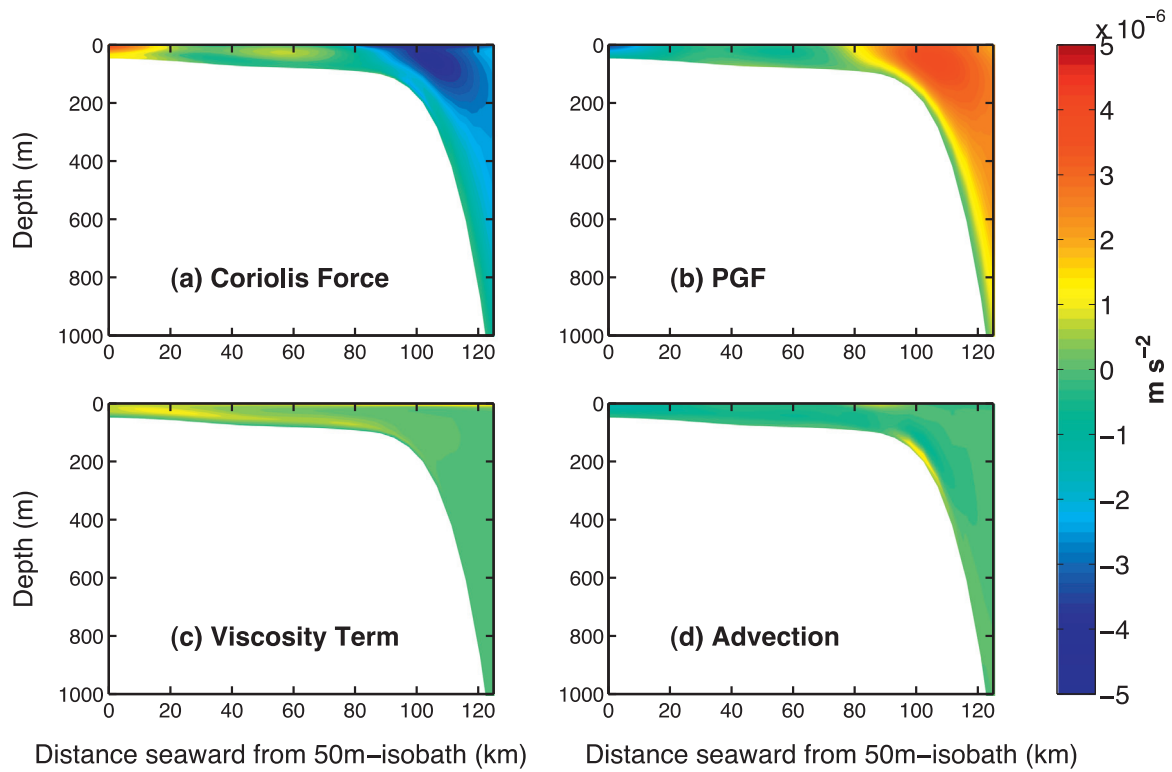 x 10⁻⁶
0
200
400
600
800
1000
Depth (m)
(a) Coriolis Force
0 20 40 60 80 100 120
0
200
400
600
800
1000
(b) PGF
0 20 40 60 80 100 120
5
4
3
2
1
0
−1
−2
−3
−4
−5
m s⁻²
0
200
400
600
800
1000
Depth (m)
(c) Viscosity Term
0 20 40 60 80 100 120
Distance seaward from 50m−isobath (km)
0
200
400
600
800
1000
(d) Advection
0 20 40 60 80 100 120
Distance seaward from 50m−isobath (km)